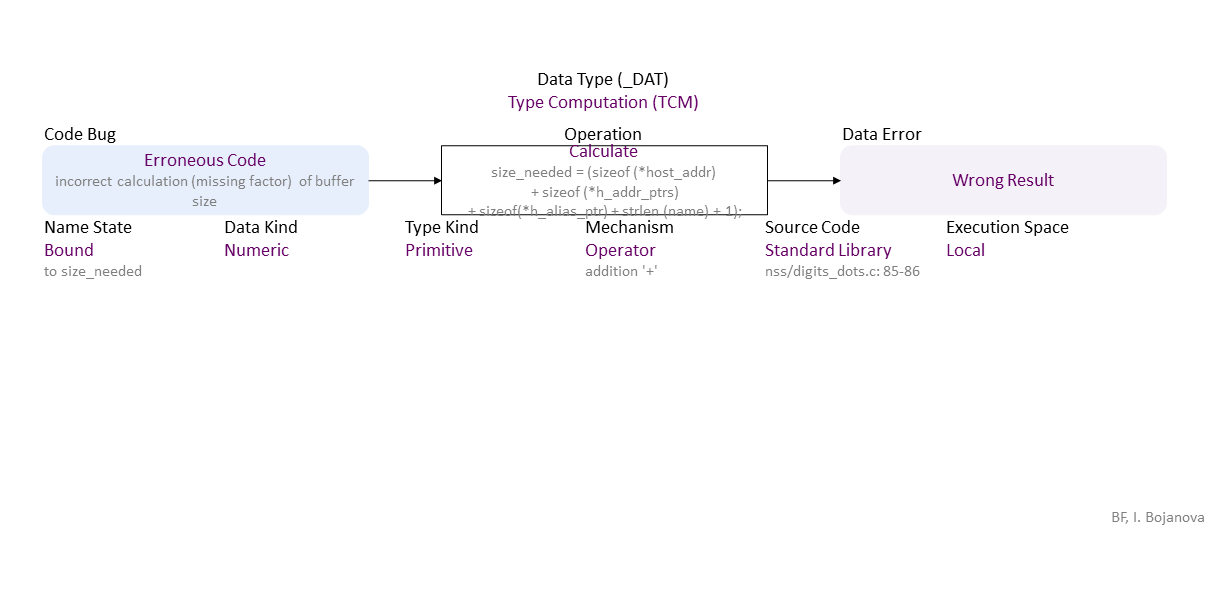 Data Type (_DAT)
Type Computation (TCM)
Code Bug
Operation
Data Error
Erroneous Code
incorrect calculation (missing factor) of buffer
size
Calculate
size_needed = (sizeof (*host_addr)
+ sizeof (*h_addr_ptrs)
+ sizeof(*h_alias_ptr) + strlen (name) + 1);
Wrong Result
Name State
Data Kind
Type Kind
Mechanism
Source Code
Execution Space
Bound
Numeric
Primitive
Operator
Standard Library
Local
to size_needed
addition '+'
nss/digits_dots.c: 85-86
BF, I. Bojanova